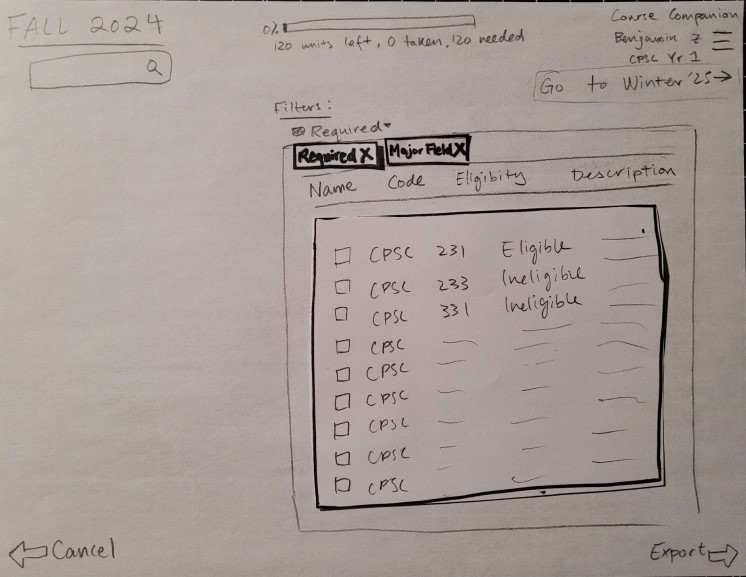 FALL 2024
0%
120 units left, 0 taken, 120 needed
Course Companion
Benjamin Z
CPSC Yr 1
Go to Winter '25
Filters:
Required
Required X Major Field X
Name Code Eligibity Description
CPSC 231 Eligible
CPSC 233 Ineligible
CPSC 331 Ineligible
CPSC
CPSC
CPSC
CPSC
CPSC
CPSC
Cancel
Export